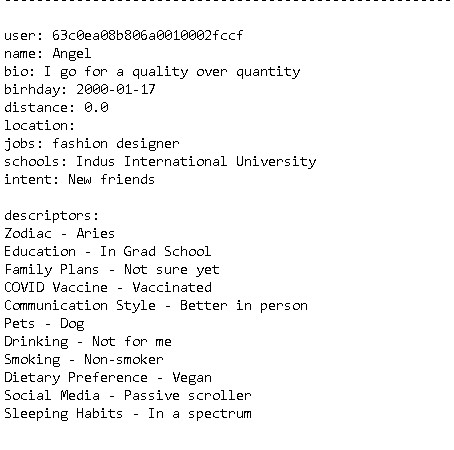 user: 63c0ea08b806a0010002fccf
name: Angel
bio: I go for a quality over quantity
birhday: 2000-01-17
distance: 0.0
location:
jobs: fashion designer
schools: Indus International University
intent: New friends
descriptors:
Zodiac - Aries
Education - In Grad School
Family Plans - Not sure yet
COVID Vaccine - Vaccinated
Communication Style - Better in person
Pets - Dog
Drinking - Not for me
Smoking - Non-smoker
Dietary Preference - Vegan
Social Media - Passive scroller
Sleeping Habits - In a spectrum